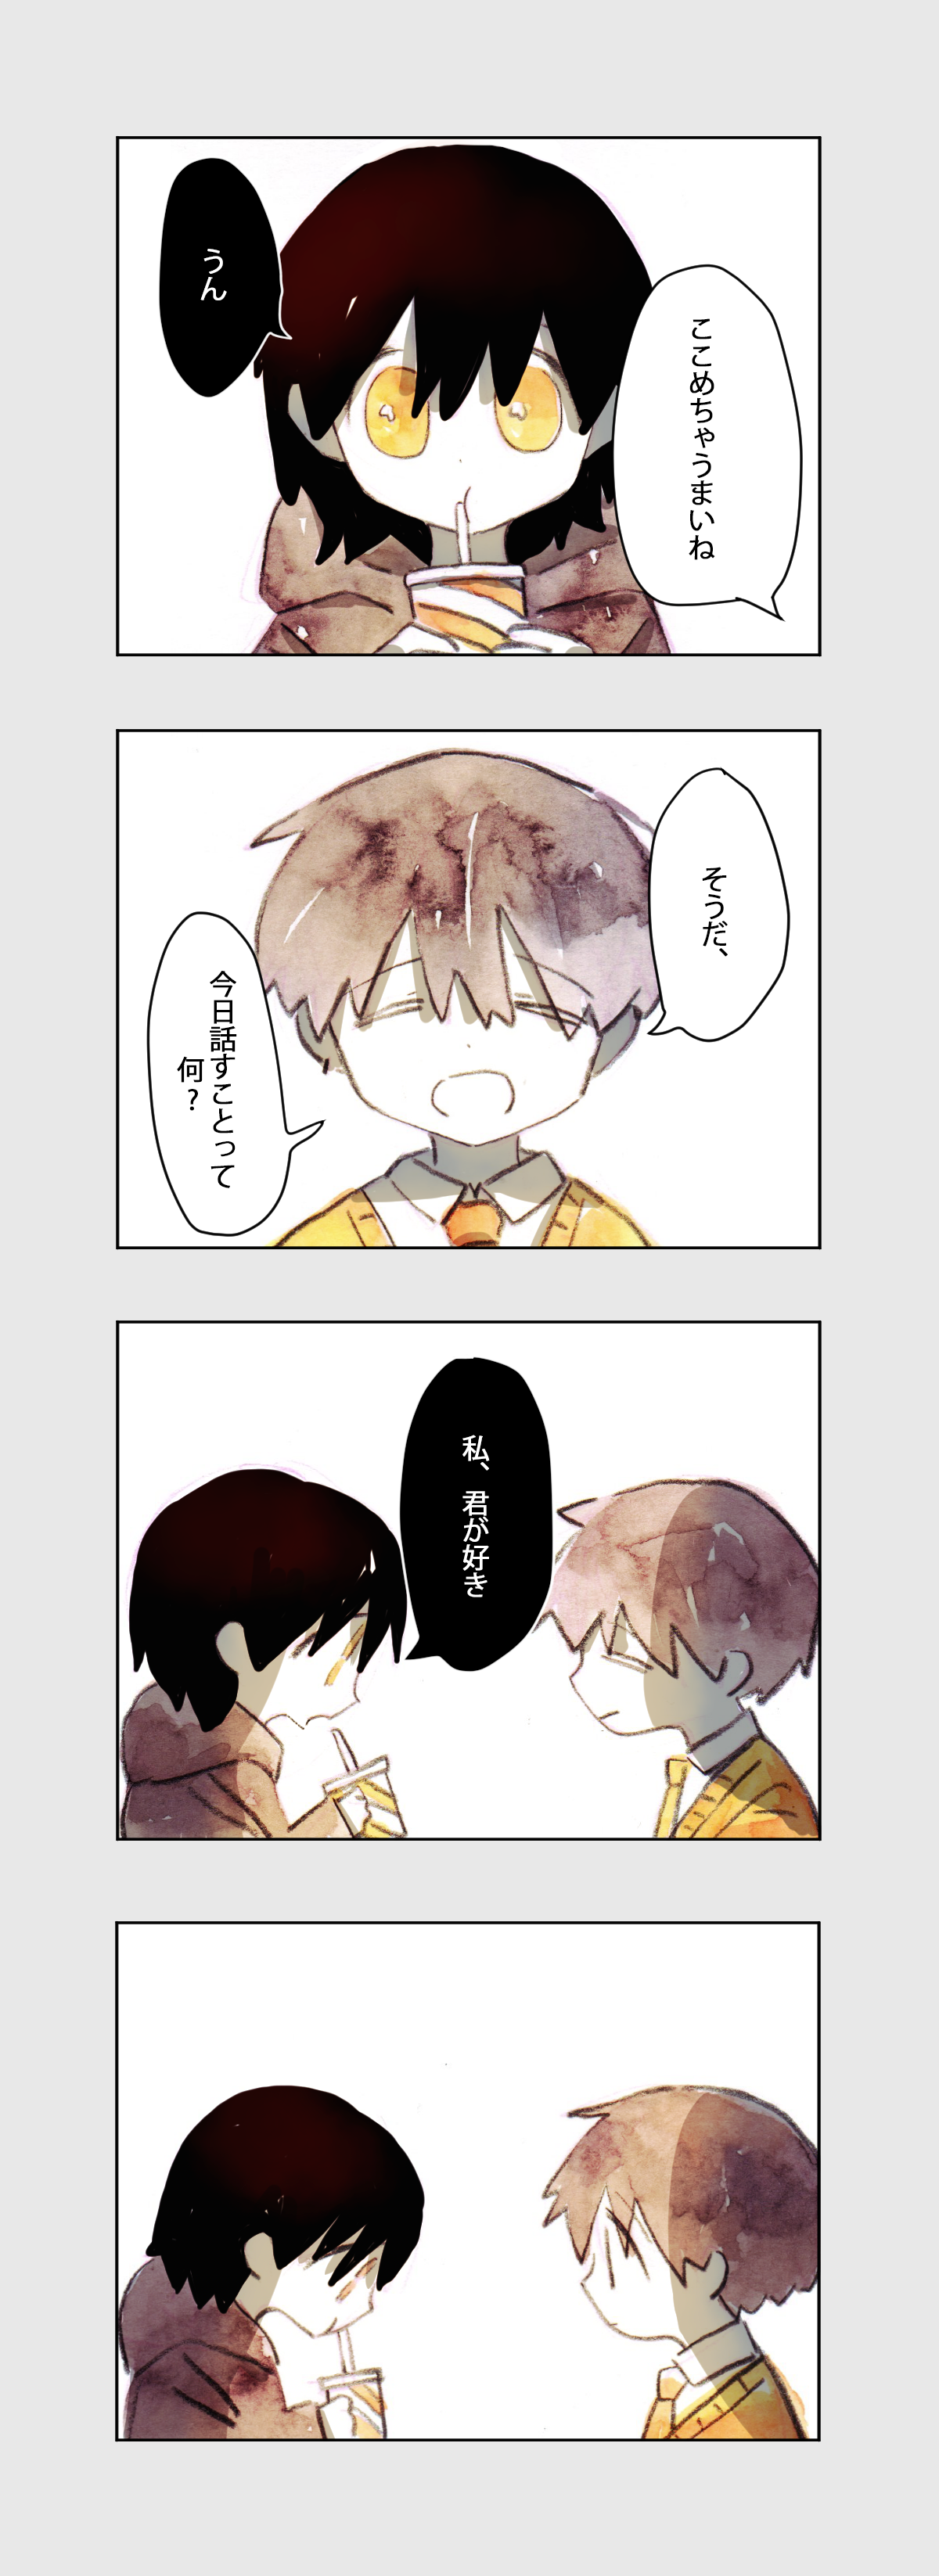 ここめちゃうまいね
うん
そうだ、
今日話すことって
何?
私、君が好き